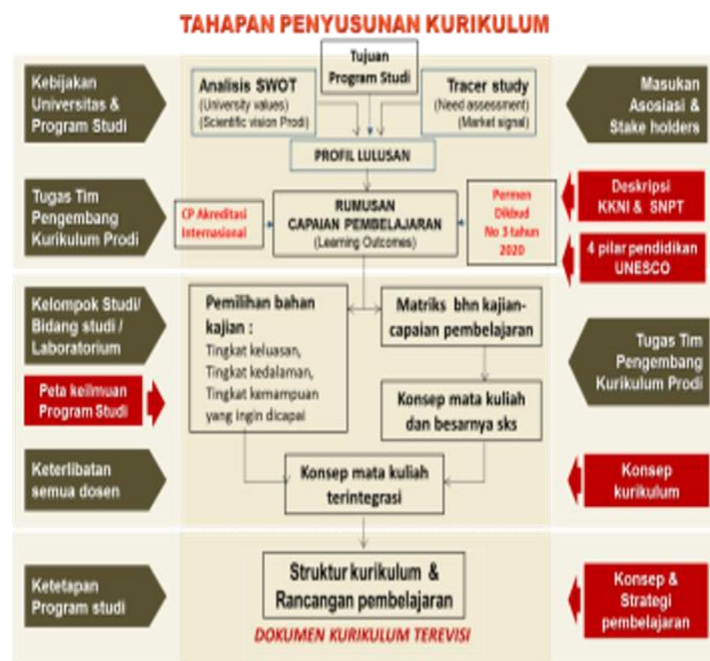 TAHAPAN PENYUSUNAN KURIKULUM
Kebijakan
Universitas &
Program Studi
Analisis SWOT
(University values)
(Scientific vision Prodi)
Tujuan
Program Studi
Tracer study
(Need assessment)
(Market signal)
Masukan
Asosiasi &
Stake holders
PROFIL LULUSAN
Tugas Tim
Pengembang
Kurikulum Prodi
CP Akreditasi
Internasional
RUMUSAN
CAPAIAN PEMBELAJARAN
(Learning Outcomes)
Permen
Dikbud
No 3 tahun
2020
Deskripsi
KKNI & SNPT
4 pilar pendidikan
UNESCO
Kelompok Studi/
Bidang studi /
Laboratorium
Peta keilmuan
Program Studi
Pemilihan bahan
kajian :
Tingkat keluasan,
Tingkat kedalaman,
Tingkat kemampuan
yang ingin dicapai
Matriks bhn kajian-
capaian pembelajaran
Konsep mata kuliah
dan besarnya sks
Tugas Tim
Pengembang
Kurikulum Prodi
Keterlibatan
semua dosen
Konsep mata kuliah
terintegrasi
Konsep
kurikulum
Ketetapan
Program studi
Struktur kurikulum &
Rancangan pembelajaran
DOKUMEN KURIKULUM TEREVISI
Konsep &
Strategi
pembelajaran